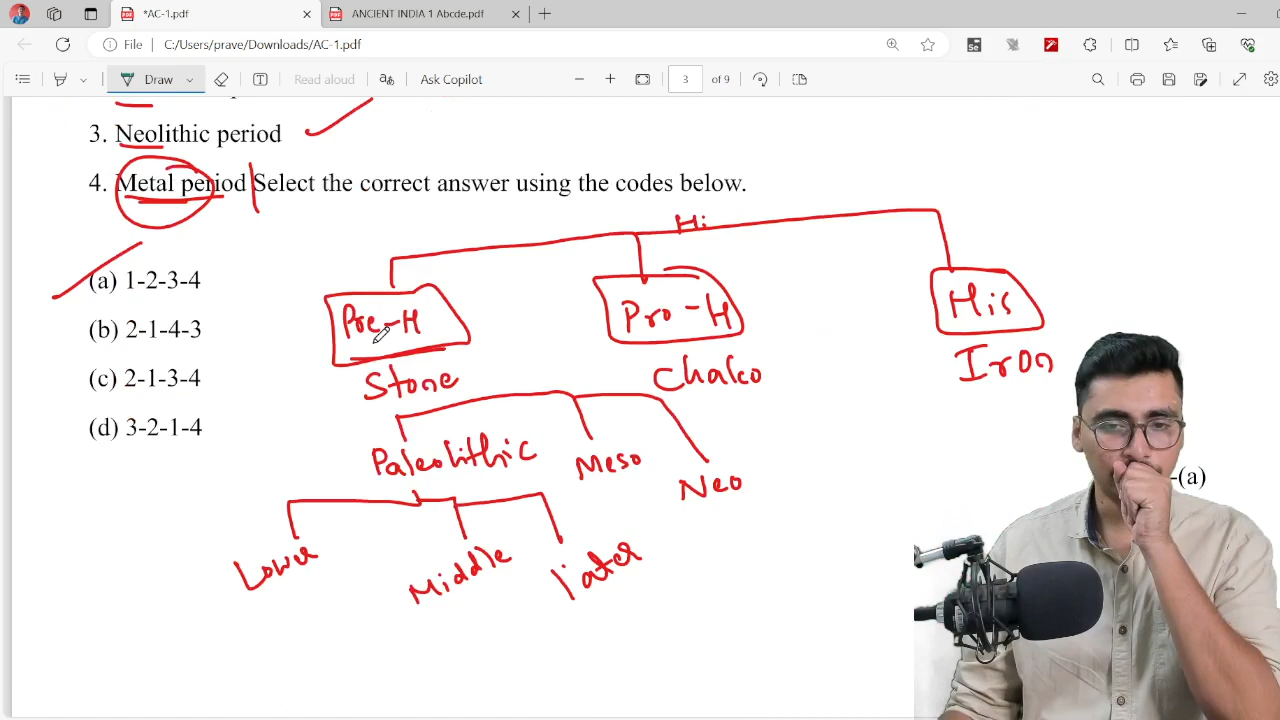 *AC-1.pdf
ANCIENT INDIA 1 Abcde.pdf
File C:/Users/prave/Downloads/AC-1.pdf
Draw
Read aloud
Ask Copilot
3 of 9
3. Neolithic period
4. Metal period Select the correct answer using the codes below.
Hi
(a) 1-2-3-4
Pre-H
Pro-H
His
(b) 2-1-4-3
Stone
Chalco
Iron
(c) 2-1-3-4
(d) 3-2-1-4
Paleolithic
Meso
Neo
-(a)
Lower
Middle
later